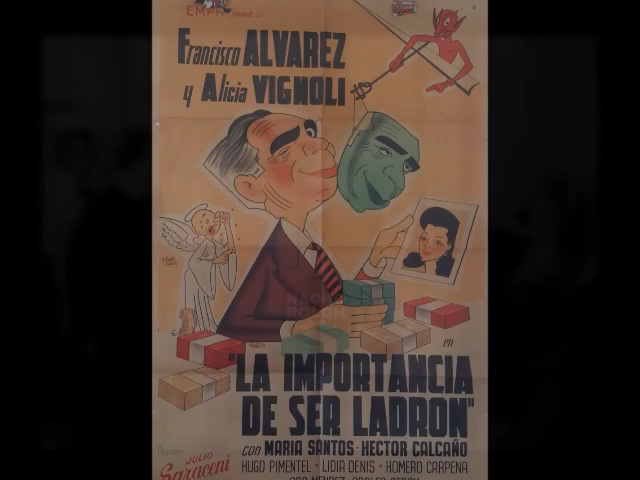 Francisco ALVAREZ
y Alicia VIGNOLI
en
"LA IMPORTANCIA
DE SER LADRON"
con MARIA SANTOS · HECTOR CALCAÑO
HUGO PIMENTEL · LIDIA DENIS · HOMERO CARPENA
Director:
JULIO
Saraceni